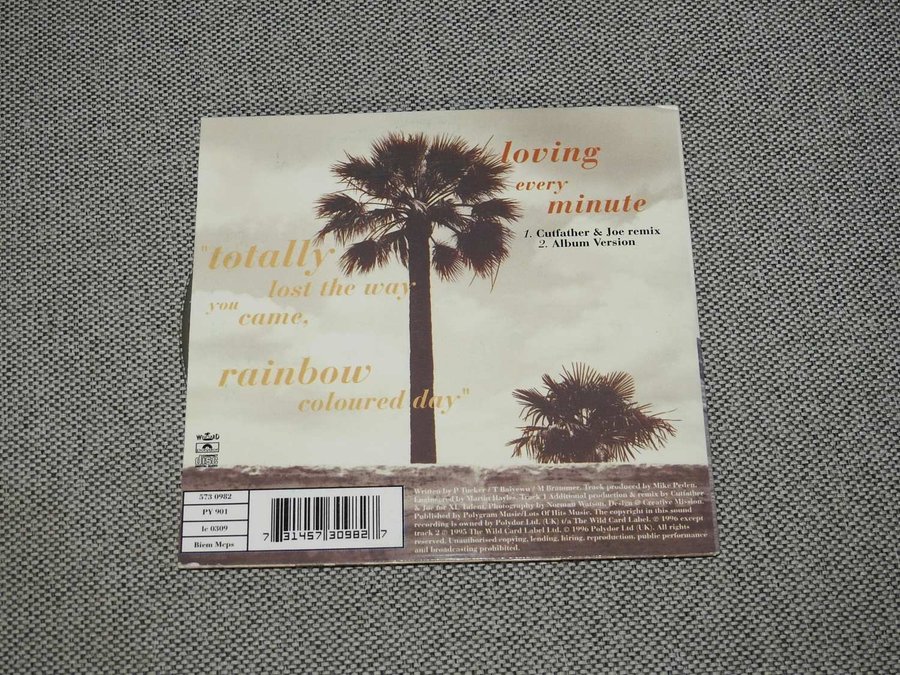 loving
every
minute
1. Cutfather & Joe remix
2. Album Version
"totally
lost the way
you
came,
rainbow
coloured day"
573 0982
PY 901
lc 0309
Biem Mcps
7 31457 30982 7
Written by P Tucker / T Baiyewu / M Brammer. Track produced by Mike Peden.
Engineered by Martin Hayles. Track 1 Additional production & remix by Cutfather
& Joe for XL Talent. Photography by Norman Watson. Design @ Creative Mission.
Published by Polygram Music/Lots Of Hits Music. The copyright in this sound
recording is owned by Polydor Ltd. (UK) t/a The Wild Card Label. ℗ 1996 except
track 2 ℗ 1995 The Wild Card Label Ltd. © 1996 Polydor Ltd (UK). All rights
reserved. Unauthorised copying, lending, hiring, reproduction, public performance
and broadcasting prohibited.